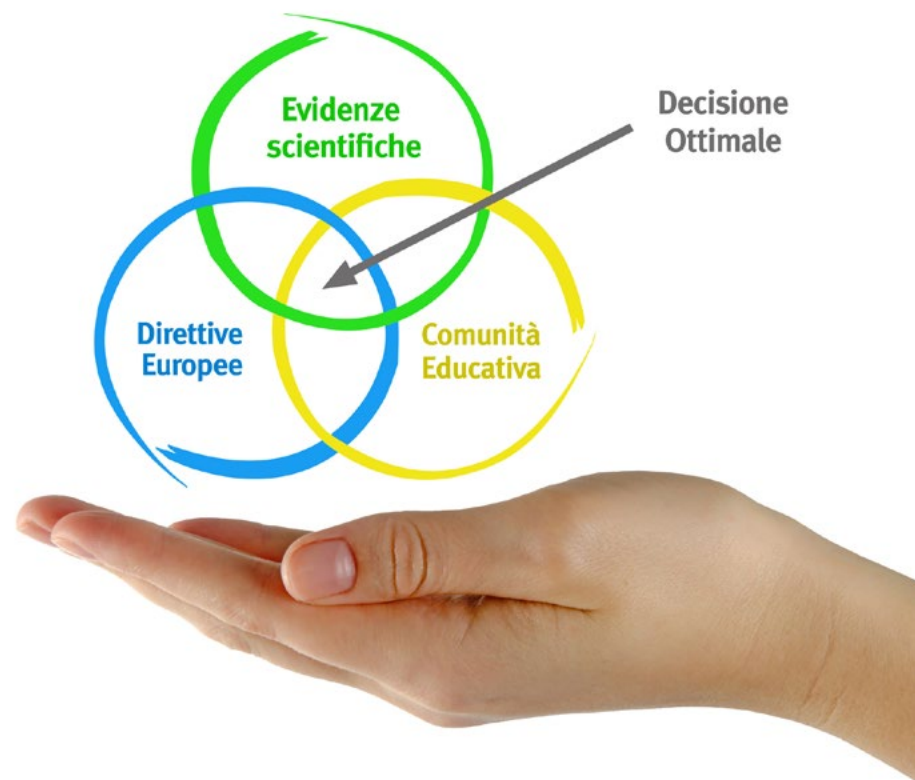 Evidenze
scientifiche
Decisione
Ottimale
Direttive
Europee
Comunità
Educativa